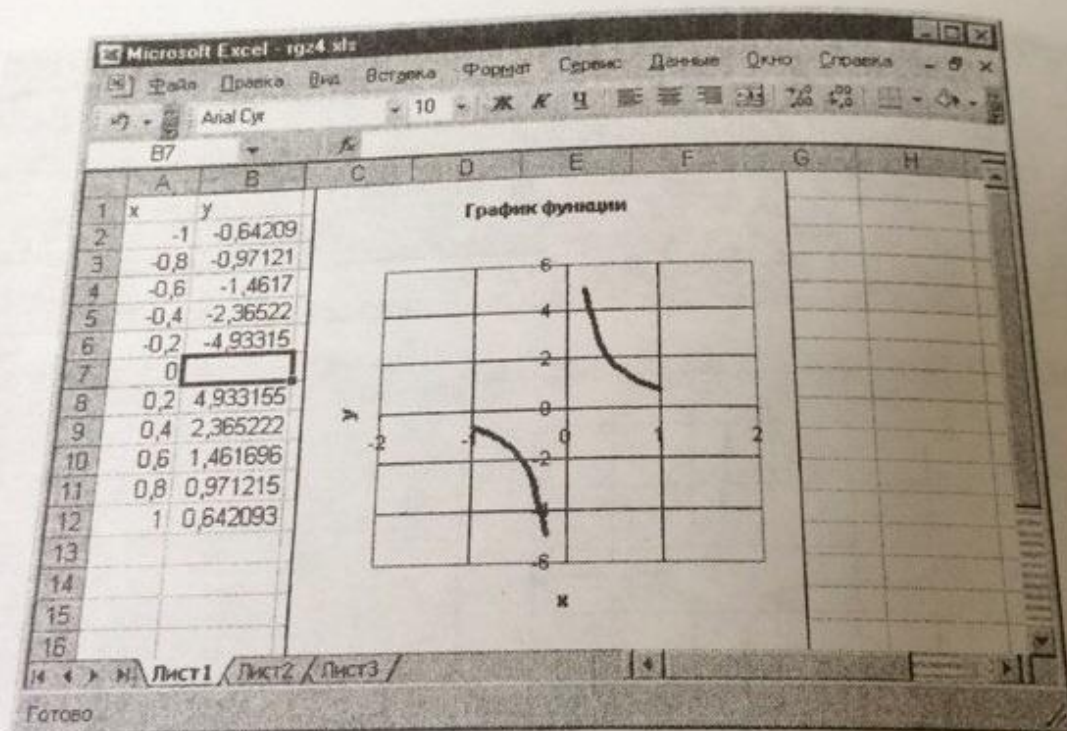 Microsoft Excel - rgz4.xls
Файл Правка Вид Вставка Формат Сервис Данные Окно Справка
Arial Cyr 10 Ж К Ч
B7 fx
A B C D E F G H
1 x y
2 -1 -0,64209
3 -0,8 -0,97121
4 -0,6 -1,4617
5 -0,4 -2,36522
6 -0,2 -4,93315
7 0
8 0,2 4,933155
9 0,4 2,365222
10 0,6 1,461696
11 0,8 0,971215
12 1 0,642093
13
14
15
16
График функции
6
4
2
0
-2 -1 0 1 2
-2
-4
-6
y
x
Лист1 Лист2 Лист3
Готово